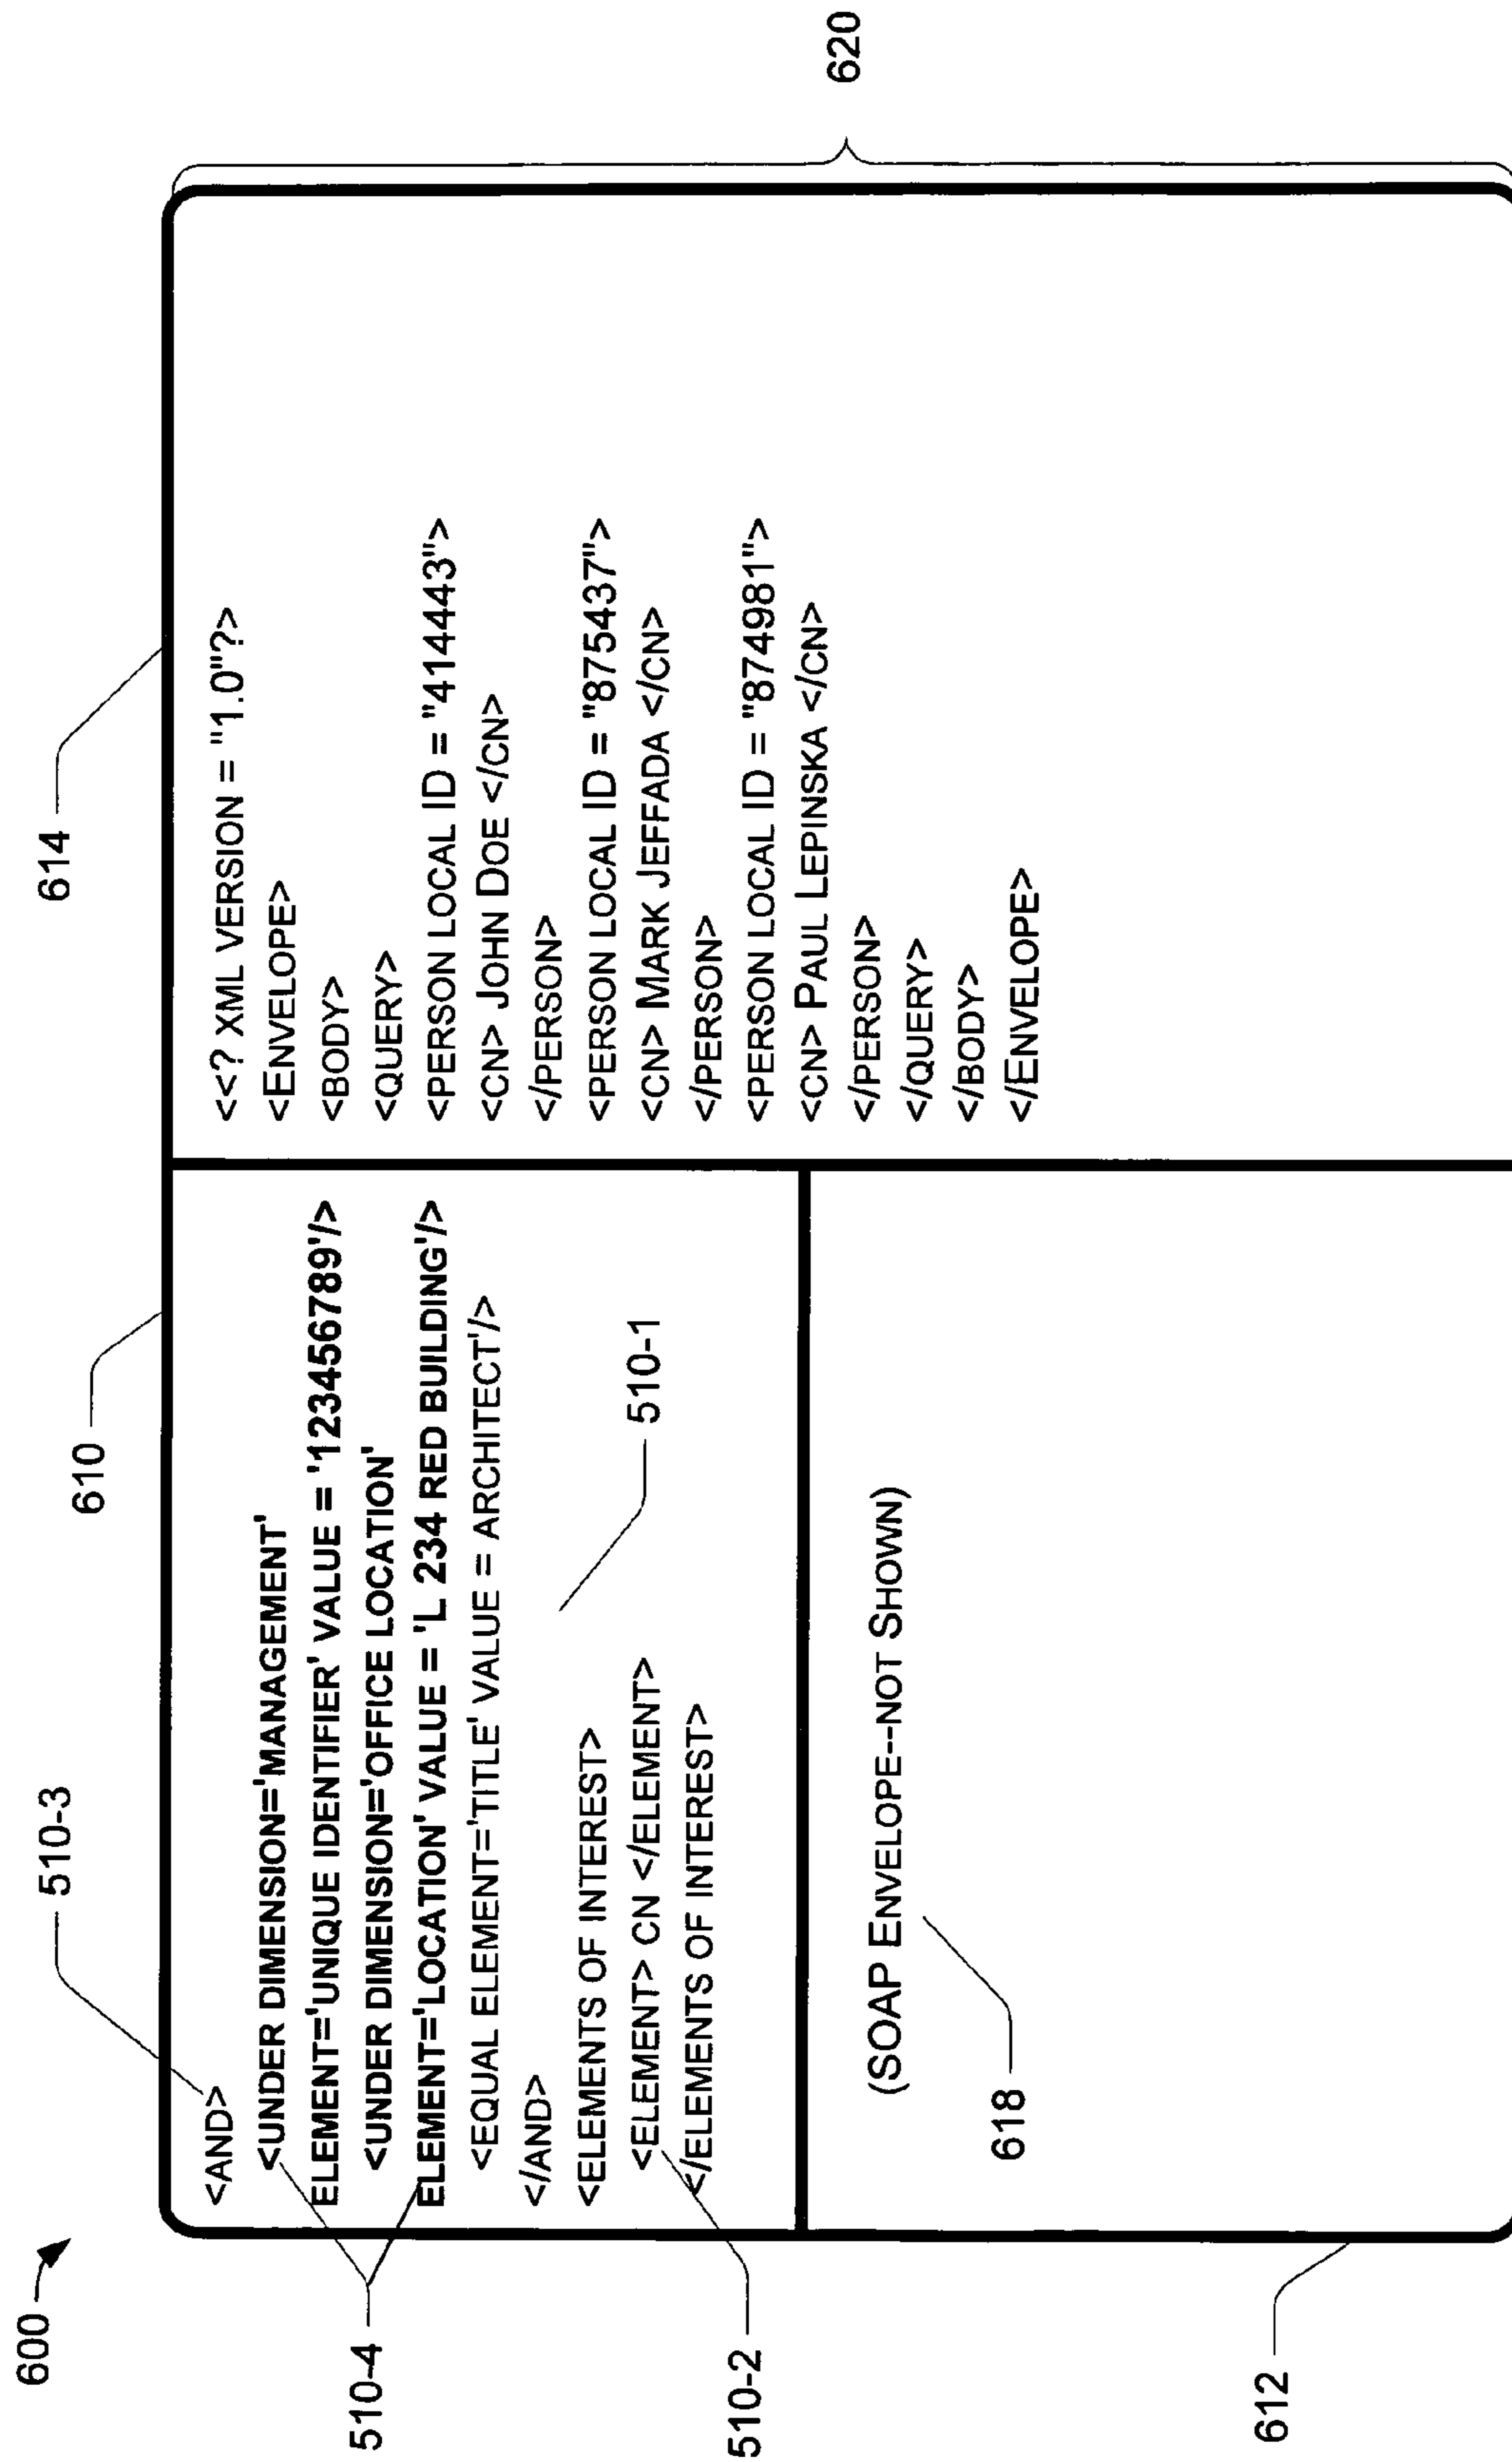 600
510-3
610
614
<AND>
<UNDER DIMENSION='MANAGEMENT'
ELEMENT='UNIQUE IDENTIFIER' VALUE = '123456789'/>
<UNDER DIMENSION='OFFICE LOCATION'
ELEMENT='LOCATION' VALUE = 'L 234 RED BUILDING'/>
<EQUAL ELEMENT='TITLE' VALUE = ARCHITECT'/>
</AND>
<ELEMENTS OF INTEREST>
<ELEMENT> CN </ELEMENT>
</ELEMENTS OF INTEREST>
510-4
510-1
510-2
(SOAP ENVELOPE--NOT SHOWN)
618
612
<<? XML VERSION = "1.0"?>
<ENVELOPE>
<BODY>
<QUERY>
<PERSON LOCAL ID = "414443">
<CN> JOHN DOE </CN>
</PERSON>
<PERSON LOCAL ID = "875437">
<CN> MARK JEFFADA </CN>
</PERSON>
<PERSON LOCAL ID = "874981">
<CN> PAUL LEPINSKA </CN>
</PERSON>
</QUERY>
</BODY>
</ENVELOPE>
620